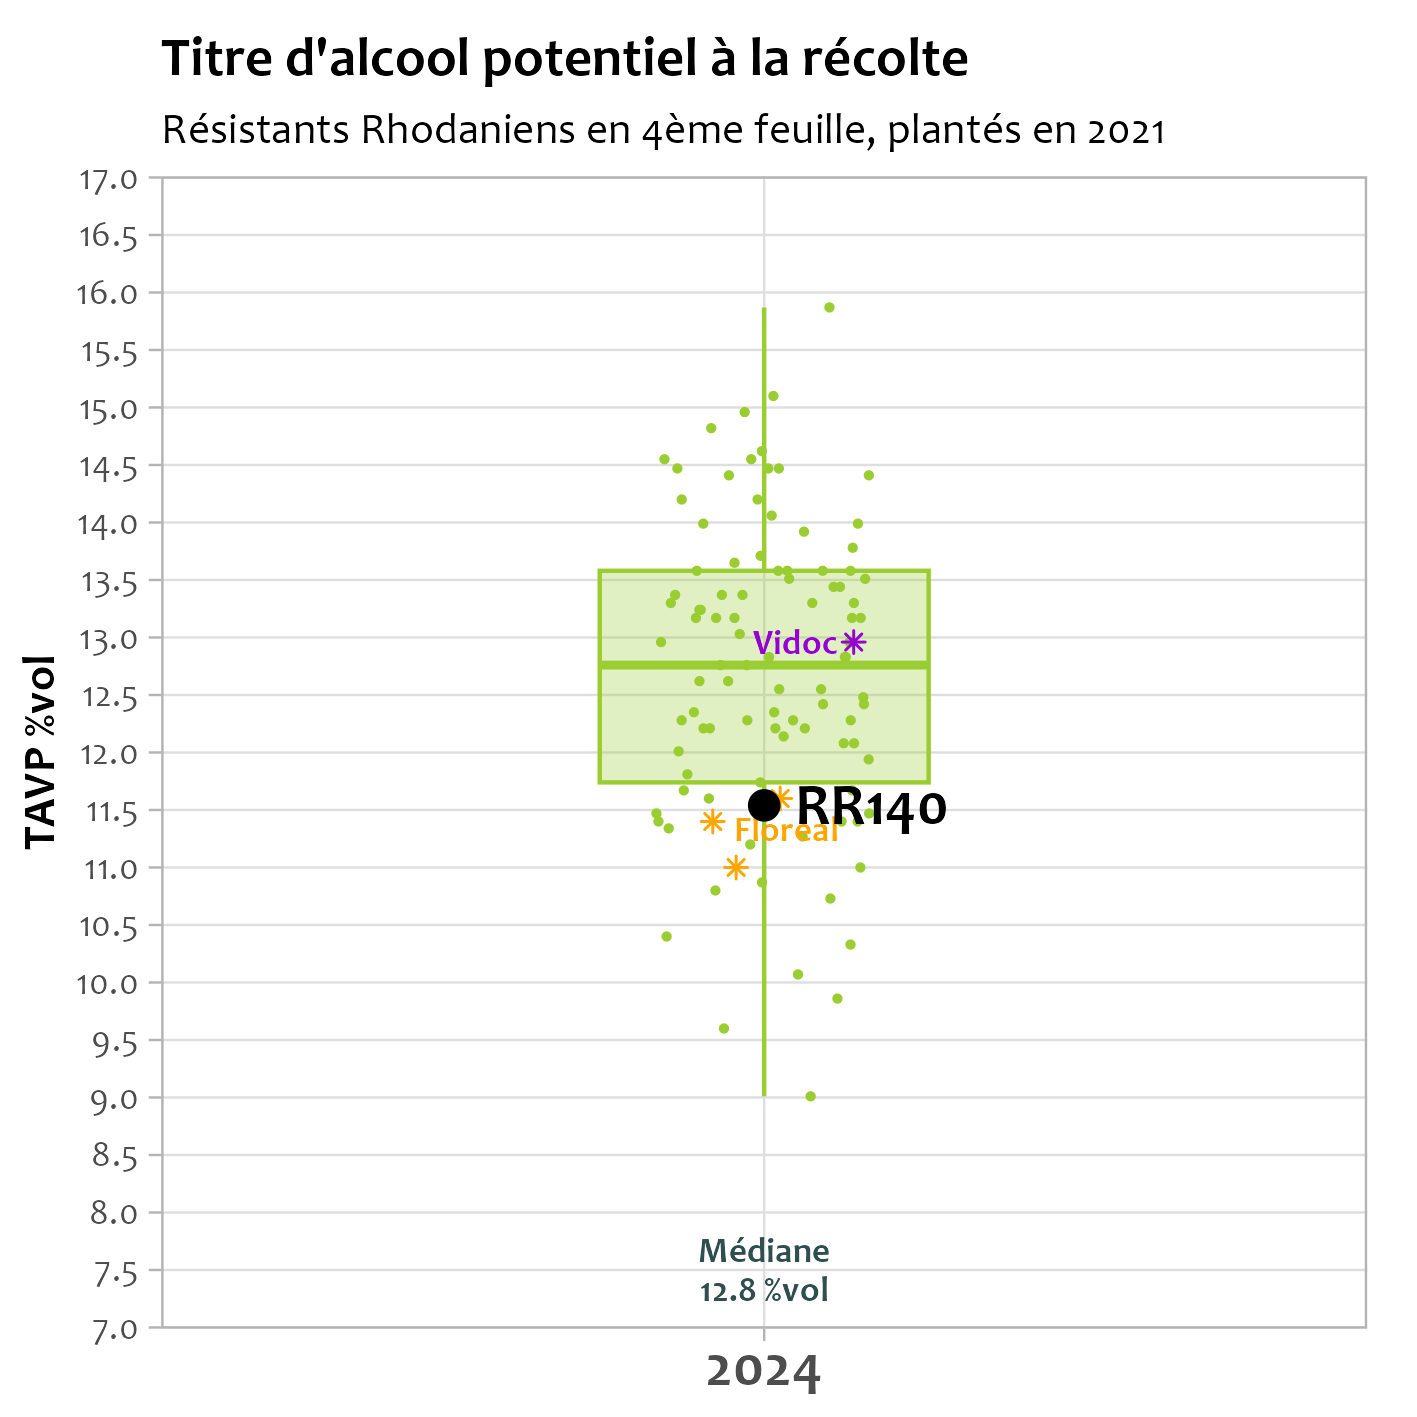 Titre d'alcool potentiel à la récolte
Résistants Rhodaniens en 4ème feuille, plantés en 2021
TAVP %vol
17.0
16.5
16.0
15.5
15.0
14.5
14.0
13.5
13.0
12.5
12.0
11.5
11.0
10.5
10.0
9.5
9.0
8.5
8.0
7.5
7.0
Vidoc
RR140
Floreal
Médiane
12.8 %vol
2024